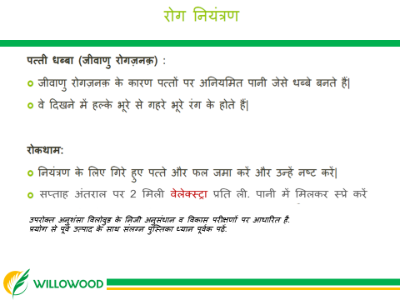 रोग नियंत्रण
पत्ती धब्बा (जीवाणु रोगज़नक़) :
जीवाणु रोगजनक के कारण पत्तों पर अनियमित पानी जेसे धब्बे बनते हैं|
वे दिखने में हल्के भूरे से गहरे भूरे रंग के होते हैं|
रोकथाम:
नियंत्रण के लिए गिरे हुए पत्ते और फल जमा करें और उन्हें नष्ट करें|
सप्ताह अंतराल पर 2 मिली वेलेक्स्ट्रा प्रति ली. पानी में मिलकर स्प्रे करें
उपरोक्त अनुशंसा विलोवुड के निजी अनुसंधान व विकास परीक्षणों पर आधारित है.
प्रयोग से पूर्व उत्पाद के साथ संलग्न पुस्तिका ध्यान पूर्वक पढ़ें.
WILLOWOOD